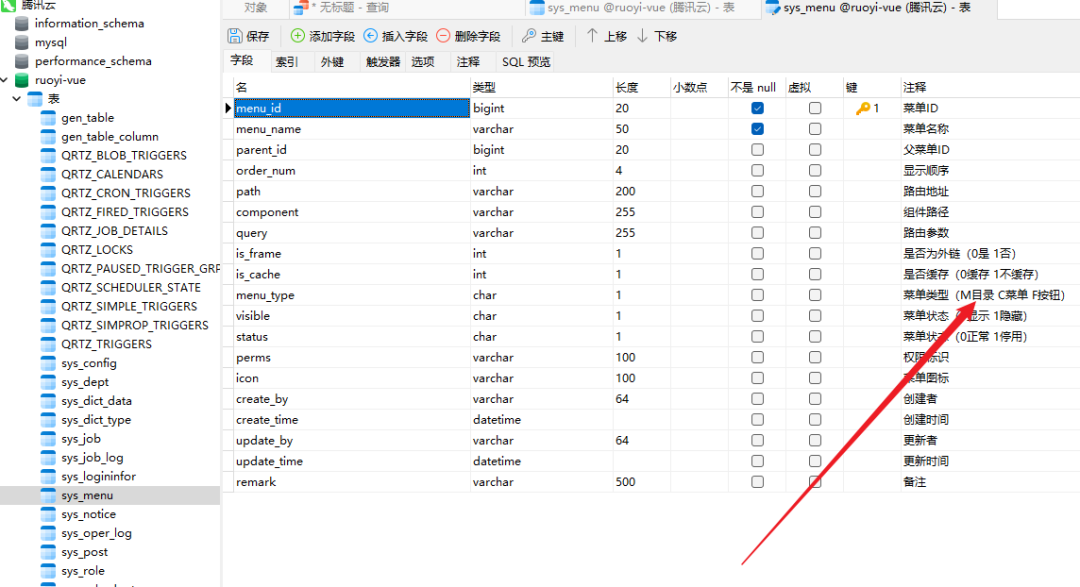 腾讯云
information_schema
mysql
performance_schema
ruoyi-vue
表
gen_table
gen_table_column
QRTZ_BLOB_TRIGGERS
QRTZ_CALENDARS
QRTZ_CRON_TRIGGERS
QRTZ_FIRED_TRIGGERS
QRTZ_JOB_DETAILS
QRTZ_LOCKS
QRTZ_PAUSED_TRIGGER_GRP
QRTZ_SCHEDULER_STATE
QRTZ_SIMPLE_TRIGGERS
QRTZ_SIMPROP_TRIGGERS
QRTZ_TRIGGERS
sys_config
sys_dept
sys_dict_data
sys_dict_type
sys_job
sys_job_log
sys_logininfor
sys_menu
sys_notice
sys_oper_log
sys_post
sys_role
对象 * 无标题 - 查询 sys_menu @ruoyi-vue (腾讯云) - 表 sys_menu @ruoyi-vue (腾讯云) - 表
保存 添加字段 插入字段 删除字段 主键 上移 下移
字段 索引 外键 触发器 选项 注释 SQL 预览
名 类型 长度 小数点 不是 null 虚拟 键 注释
menu_id bigint 20 1 菜单ID
menu_name varchar 50 菜单名称
parent_id bigint 20 父菜单ID
order_num int 4 显示顺序
path varchar 200 路由地址
component varchar 255 组件路径
query varchar 255 路由参数
is_frame int 1 是否为外链（0是 1否）
is_cache int 1 是否缓存（0缓存 1不缓存）
menu_type char 1 菜单类型（M目录 C菜单 F按钮）
visible char 1 菜单状态 显示 1隐藏）
status char 1 菜单状态（0正常 1停用）
perms varchar 100 权限标识
icon varchar 100 菜单图标
create_by varchar 64 创建者
create_time datetime 创建时间
update_by varchar 64 更新者
update_time datetime 更新时间
remark varchar 500 备注